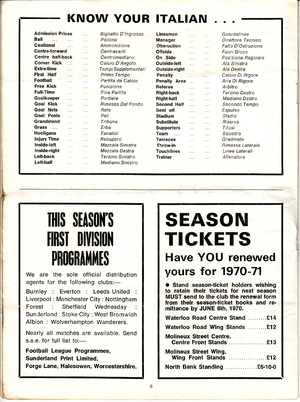 KNOW YOUR ITALIAN . . .
Admission Prices ... Biglietto D'Ingresso
Ball ... Pallone
Cautional ... Ammonizione
Centre-forward ... Centravanti
Centre half-back ... Centromediano
Corner Kick ... Calcio D'Angolo
Extra-time ... Tempi Supplementari
First Half ... Primo Tempo
Football ... Partita de Calcio
Free Kick ... Punizione
Full-Time ... Fine Partita
Goalkeeper ... Portiere
Goal Kick ... Rimessa Dal Fondo
Goal Nets ... Rete
Goal Posts ... Pali
Grandstand ... Tribuna
Grass ... Erba
Hooligans ... Fanatici
Injury Time ... Recupero
Inside-left ... Mezzala Sinistra
Inside-right ... Mezzala Destra
Left-back ... Terzino Sinistro
Left-half ... Mediano Sinistro
Linesmen ... Guardalinee
Manager ... Direttore Tecnico
Obstruction ... Fallo D'Ostruzione
Offside ... Fuori Gioco
On Side ... Posizione Regolare
Outside-left ... Ala Sinistra
Outside-right ... Ala Destra
Penalty ... Calcio Di Rigore
Penalty Area ... Aria Di Rigore
Referee ... Arbitro
Right-back ... Terzino Destro
Right-half ... Mediano Destro
Second Half ... Secondo Tempo
Sent off ... Espulso
Stadium ... Stadio
Substitute ... Riserva
Supporters ... Tifosi
Team ... Squadra
Terraces ... Gradinate
Throw-in ... Rimessa Laterale
Touchlines ... Linee Laterali
Trainer ... Allenatore
THIS SEASON'S
FIRST DIVISION
PROGRAMMES
We are the sole official distribution
agents for the following clubs:—
Burnley : Everton : Leeds United :
Liverpool : Manchester City : Nottingham
Forest : Sheffield Wednesday :
Sunderland : Stoke City : West Bromwich
Albion : Wolverhampton Wanderers.
Nearly all matches are available. Send
s.a.e. for full list to:—
Football League Programmes,
Sunderland Print Limited,
Forge Lane, Halesowen, Worcestershire.
SEASON
TICKETS
Have YOU renewed
yours for 1970-71
● Stand season-ticket holders wishing
to retain their tickets for next season
MUST send to the club the renewal form
from their season-ticket books and re-
mittance by JUNE 6th, 1970.
Waterloo Road Centre Stand ......... £14
Waterloo Road Wing Stands ......... £12
Molineux Street
Centre Front Stands ......... £13
Molineux Street Wing,
Wing Front Stands ......... £12
North Bank Standing ......... £6-10-0